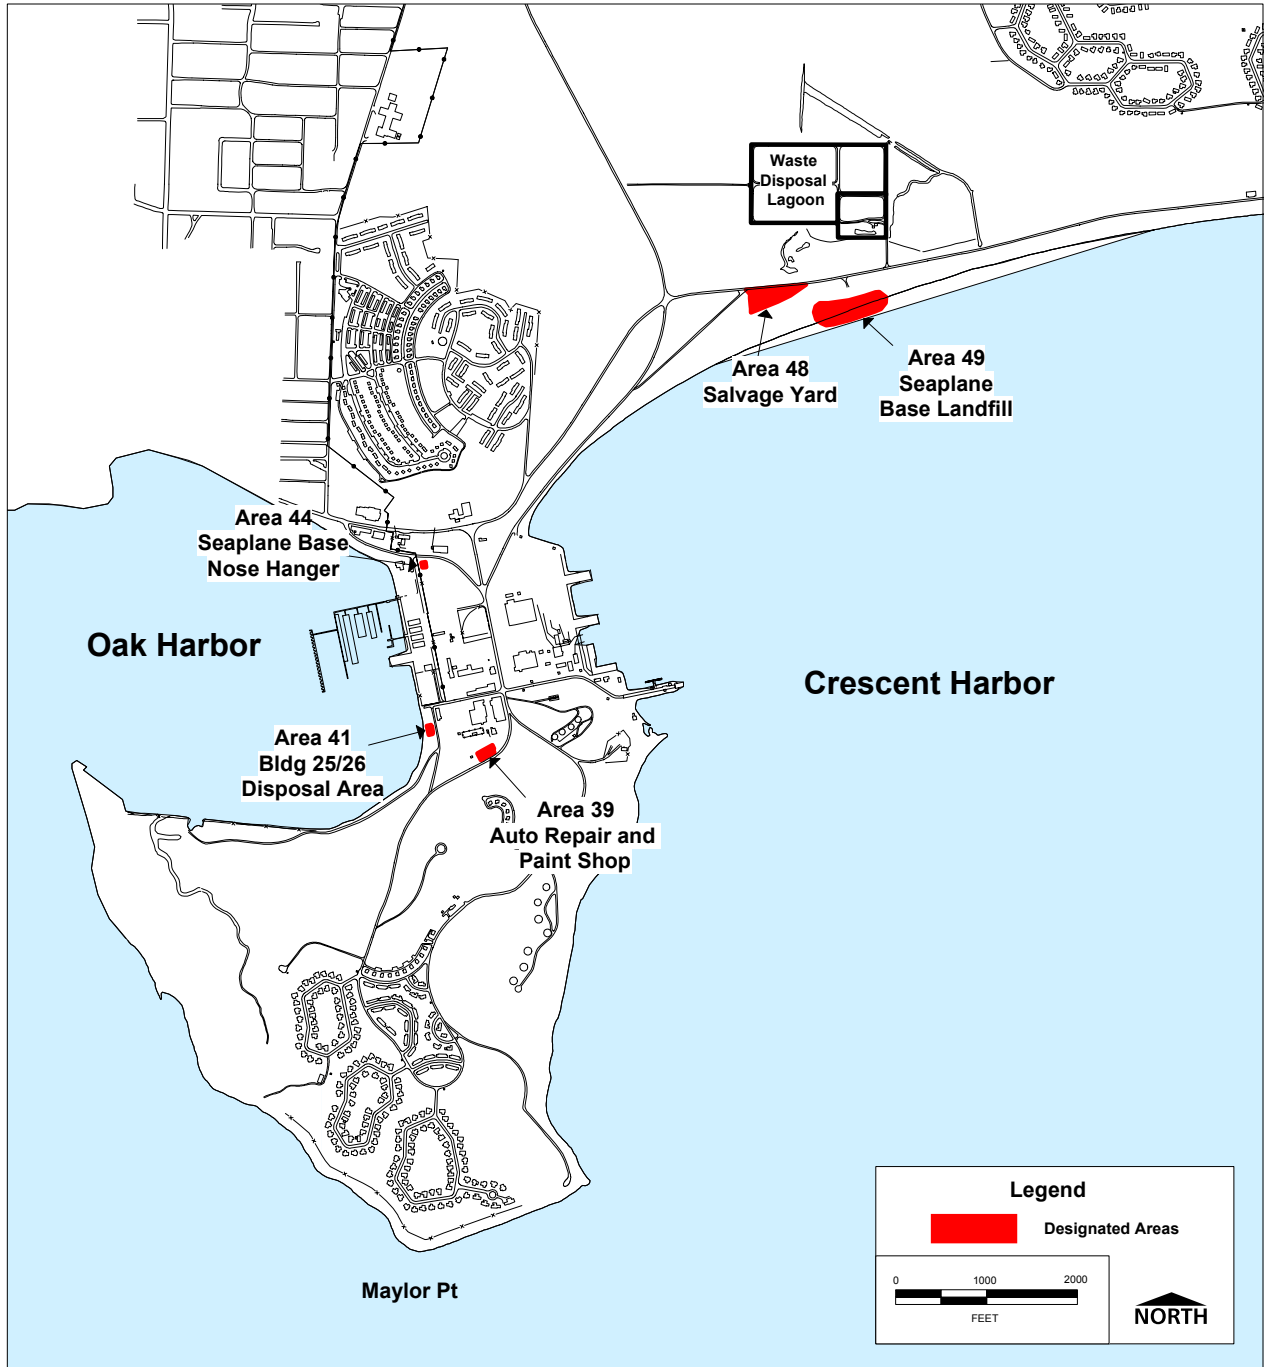 Waste
Disposal
Lagoon
Area 48
Salvage Yard
Area 49
Seaplane
Base Landfill
Area 44
Seaplane Base
Nose Hanger
Oak Harbor
Crescent Harbor
Area 41
Bldg 25/26
Disposal Area
Area 39
Auto Repair and
Paint Shop
Maylor Pt
Legend
Designated Areas
0 1000 2000
FEET
NORTH